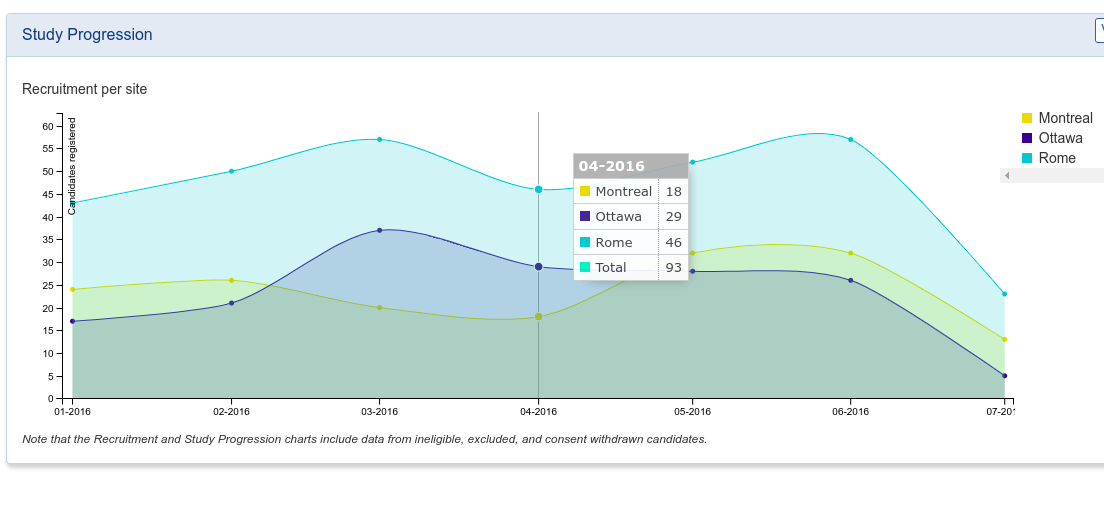 Study Progression
Recruitment per site
Candidates registered
60
55
50
45
40
35
30
25
20
15
10
5
0
01-2016
02-2016
03-2016
04-2016
05-2016
06-2016
07-201
Montreal
Ottawa
Rome
04-2016
Montreal 18
Ottawa 29
Rome 46
Total 93
Note that the Recruitment and Study Progression charts include data from ineligible, excluded, and consent withdrawn candidates.